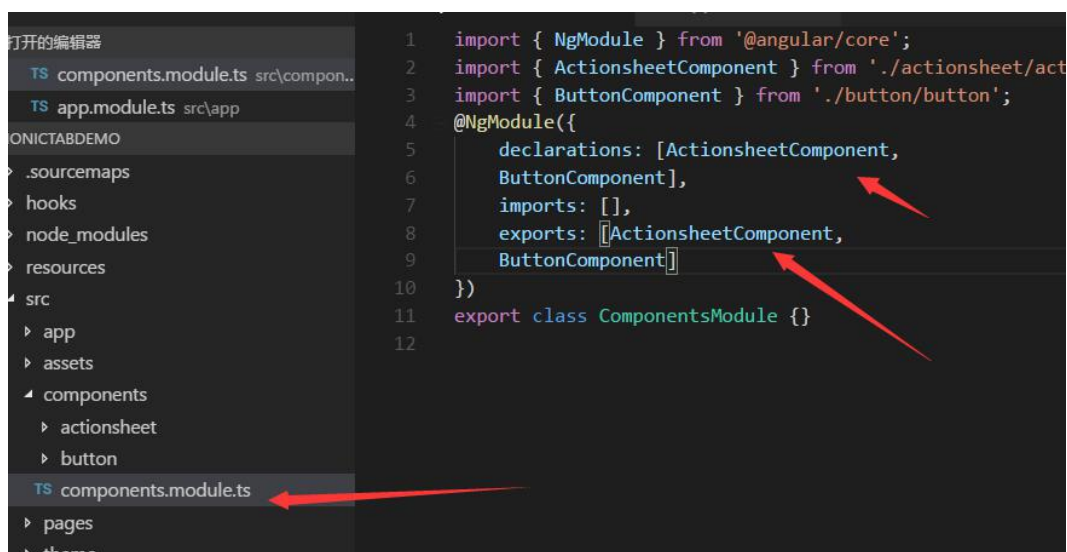 打开的编辑器
TS components.module.ts src\compon..
TS app.module.ts src\app
IONICTABDEMO
.sourcemaps
hooks
node_modules
resources
src
app
assets
components
actionsheet
button
TS components.module.ts
pages
1 import { NgModule } from '@angular/core';
2 import { ActionsheetComponent } from './actionsheet/act
3 import { ButtonComponent } from './button/button';
4 @NgModule({
5 declarations: [ActionsheetComponent,
6 ButtonComponent],
7 imports: [],
8 exports: [ActionsheetComponent,
9 ButtonComponent]
10 })
11 export class ComponentsModule {}
12